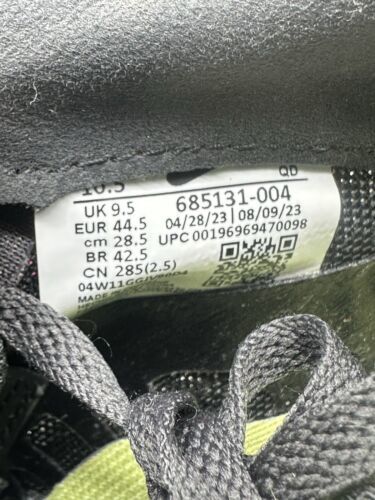 10.5
QD
UK 9.5
EUR 44.5
cm 28.5
BR 42.5
CN 285(2.5)
685131-004
04/28/23 | 08/09/23
UPC 00196969470098
MADE